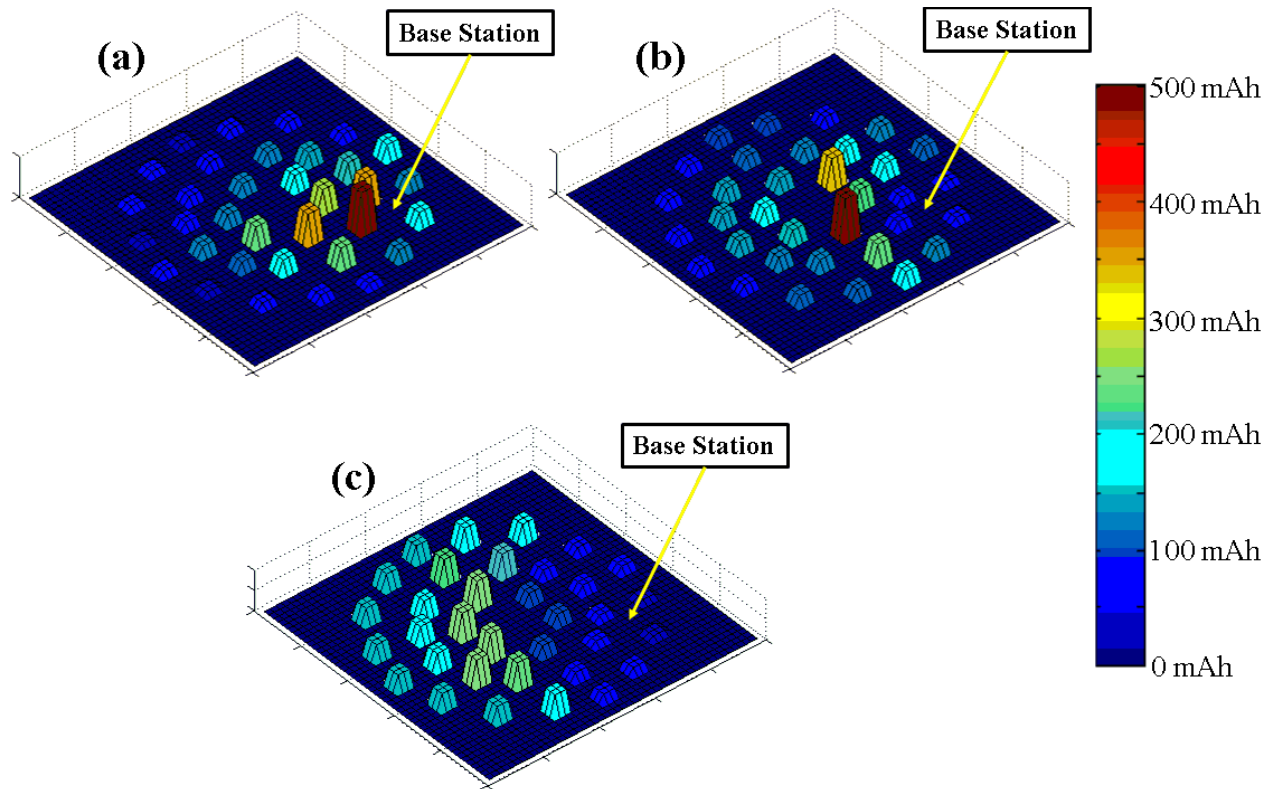 (a)
Base Station
(b)
Base Station
500 mAh
400 mAh
300 mAh
200 mAh
100 mAh
0 mAh
(c)
Base Station